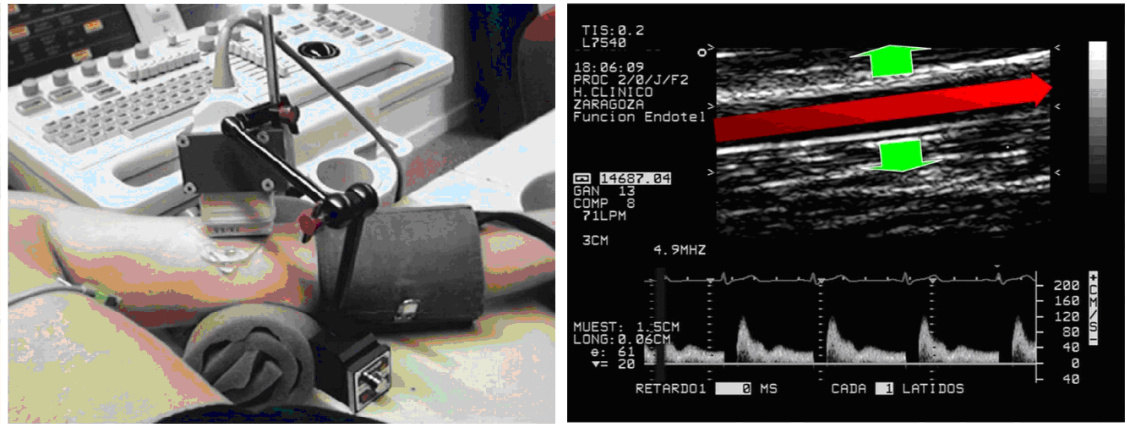 TIS:0.2
L7540
18:06:09
PROC 2/0/J/F2
H.CLINICO
ZARAGOZA
Funcion Endotel
14687.04
GAN 13
COMP 8
71LPM
3CM
4.9MHZ
MUEST: 1.5CM
LONG:0.06CM
θ: 61
▼= 20
200
160
120
80
40
0
40
+CM/S
RETARDO1 0 MS CADA 1 LATIDOS